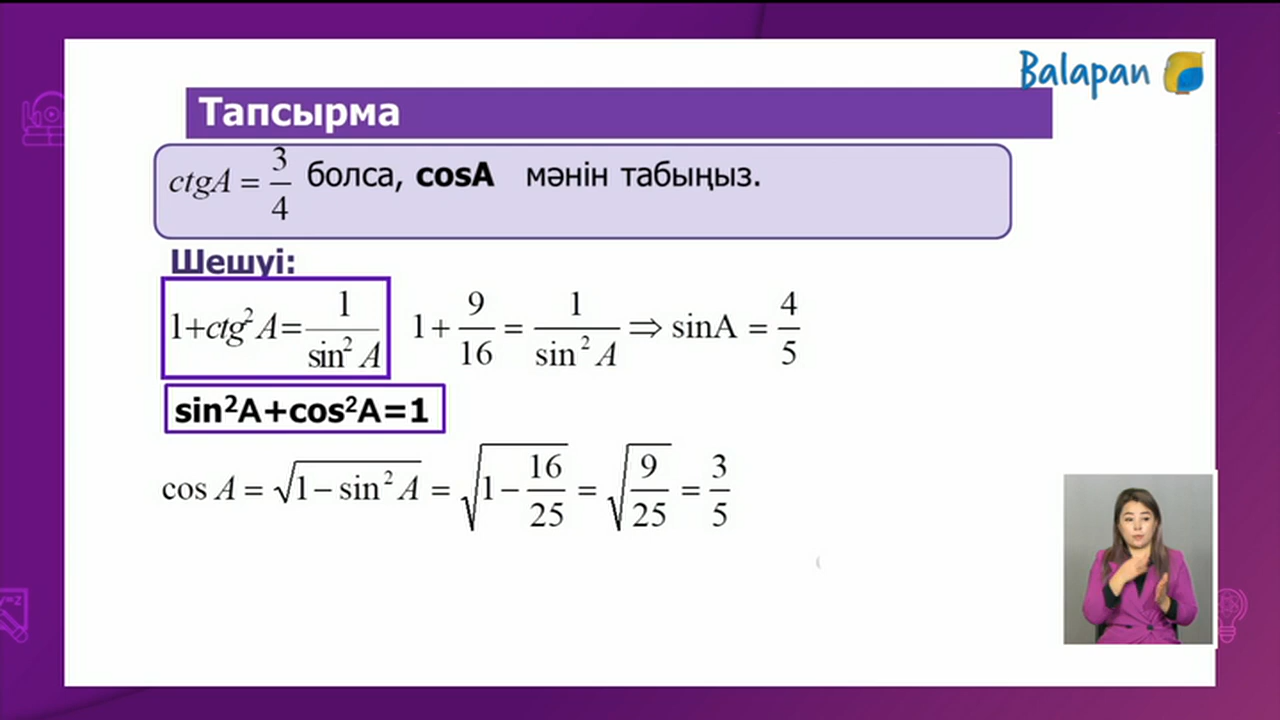 Balapan
Тапсырма
ctgA = 3/4 болса, cosA мәнін табыңыз.
Шешуі:
1+ctg²A=1/sin²A 1+9/16=1/sin²A ⇒ sinA = 4/5
sin²A+cos²A=1
cos A = √(1−sin²A) = √(1−16/25) = √(9/25) = 3/5